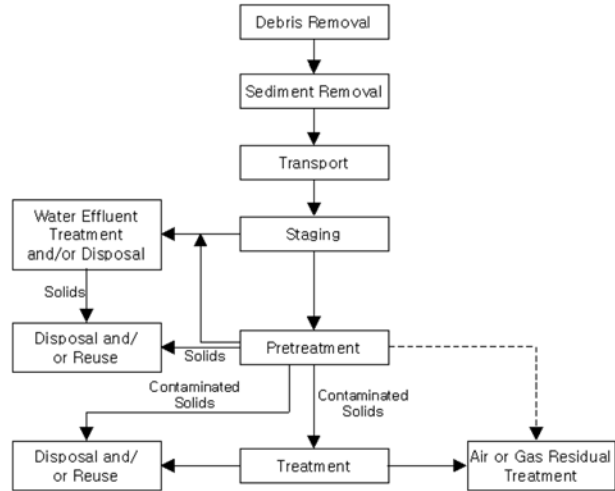 Debris Removal
Sediment Removal
Transport
Water Effluent
Treatment
and/or Disposal
Staging
Solids
Disposal and/
or Reuse
Solids
Pretreatment
Contaminated
Solids
Contaminated
Solids
Disposal and/
or Reuse
Treatment
Air or Gas Residual
Treatment